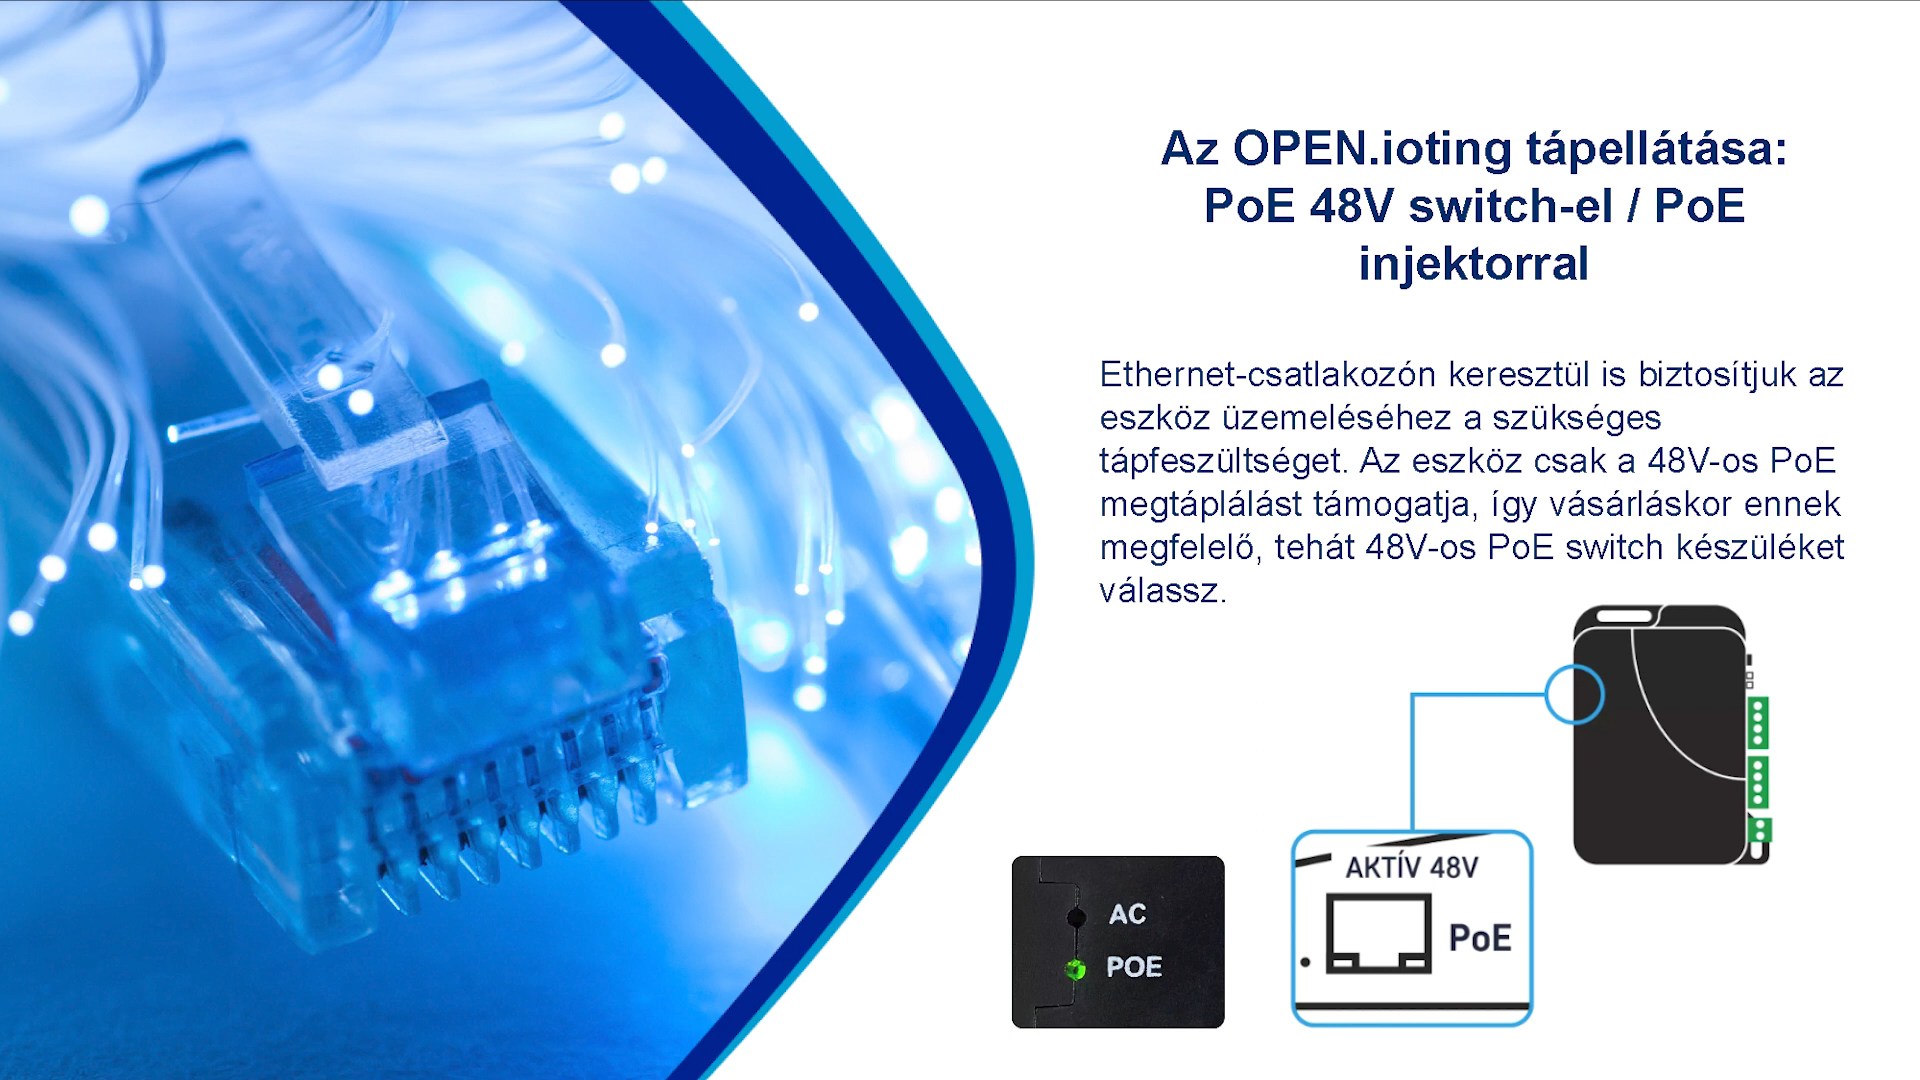 Az OPEN.ioting tápellátása:
PoE 48V switch-el / PoE
injektorral
Ethernet-csatlakozón keresztül is biztosítjuk az
eszköz üzemeléséhez a szükséges
tápfeszültséget. Az eszköz csak a 48V-os PoE
megtáplálást támogatja, így vásárláskor ennek
megfelelő, tehát 48V-os PoE switch készüléket
válassz.
AKTÍV 48V
PoE
AC
POE